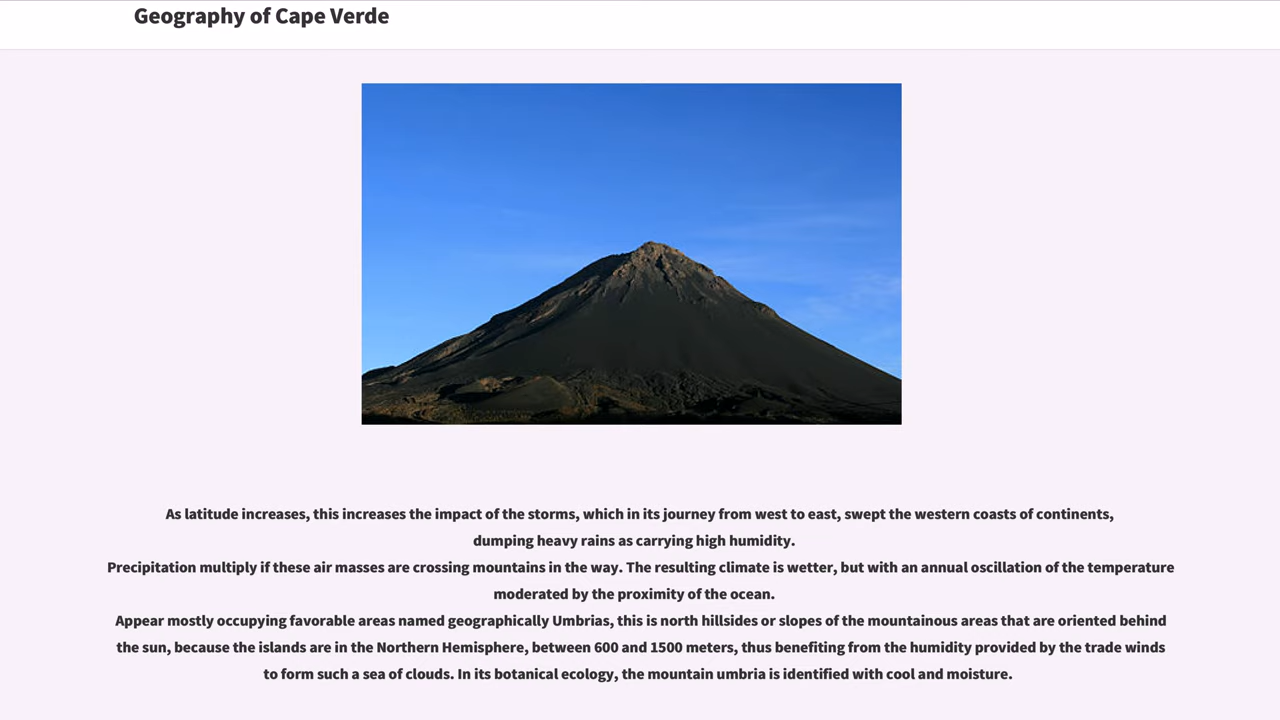 Geography of Cape Verde
As latitude increases, this increases the impact of the storms, which in its journey from west to east, swept the western coasts of continents,
dumping heavy rains as carrying high humidity.
Precipitation multiply if these air masses are crossing mountains in the way. The resulting climate is wetter, but with an annual oscillation of the temperature
moderated by the proximity of the ocean.
Appear mostly occupying favorable areas named geographically Umbrias, this is north hillsides or slopes of the mountainous areas that are oriented behind
the sun, because the islands are in the Northern Hemisphere, between 600 and 1500 meters, thus benefiting from the humidity provided by the trade winds
to form such a sea of clouds. In its botanical ecology, the mountain umbria is identified with cool and moisture.